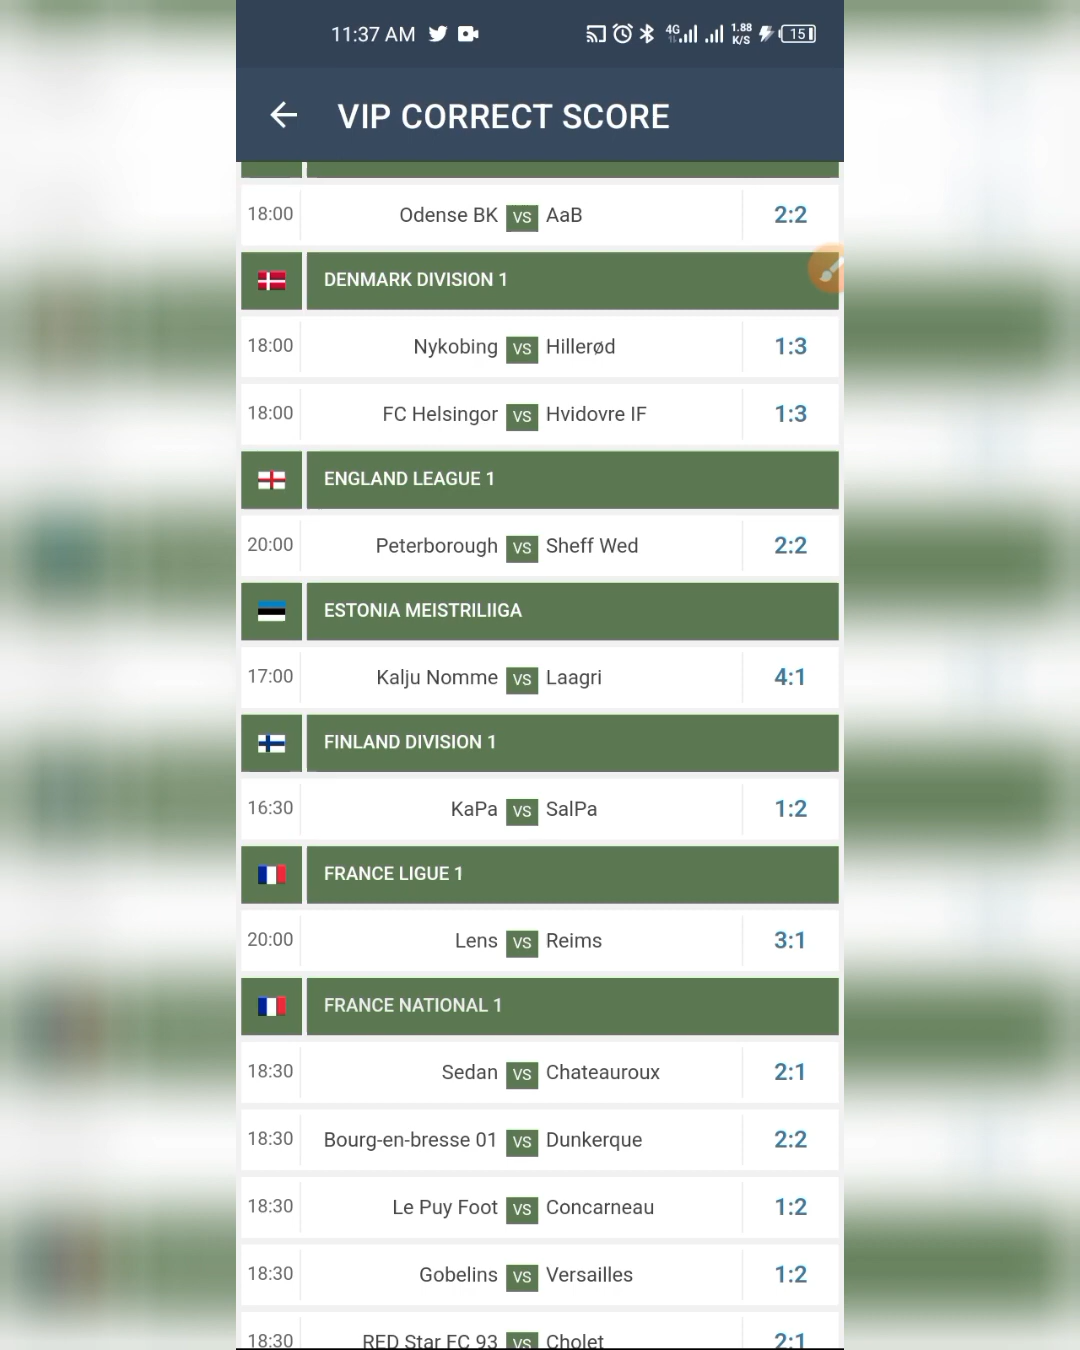 11:37 AM 4G 1.88 K/S 15
VIP CORRECT SCORE
18:00 Odense BK VS AaB 2:2
DENMARK DIVISION 1
18:00 Nykobing VS Hillerød 1:3
18:00 FC Helsingor VS Hvidovre IF 1:3
ENGLAND LEAGUE 1
20:00 Peterborough VS Sheff Wed 2:2
ESTONIA MEISTRILIIGA
17:00 Kalju Nomme VS Laagri 4:1
FINLAND DIVISION 1
16:30 KaPa VS SalPa 1:2
FRANCE LIGUE 1
20:00 Lens VS Reims 3:1
FRANCE NATIONAL 1
18:30 Sedan VS Chateauroux 2:1
18:30 Bourg-en-bresse 01 VS Dunkerque 2:2
18:30 Le Puy Foot VS Concarneau 1:2
18:30 Gobelins VS Versailles 1:2
18:30 RED Star FC 93 VS Cholet 2:1